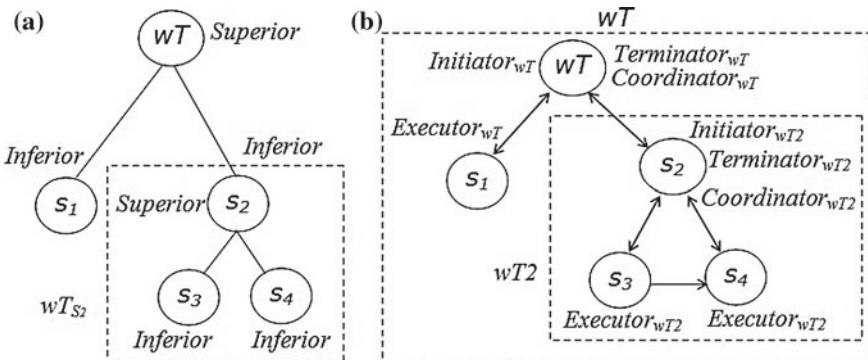 (a)
wT Superior
Inferior
Inferior
s1
Superior s2
wTS2
s3 s4
Inferior Inferior
(b)
wT
InitiatorwT wT TerminatorwT
CoordinatorwT
ExecutorwT
s1
InitiatorwT2
s2 TerminatorwT2
CoordinatorwT2
wT2
s3 s4
ExecutorwT2 ExecutorwT2